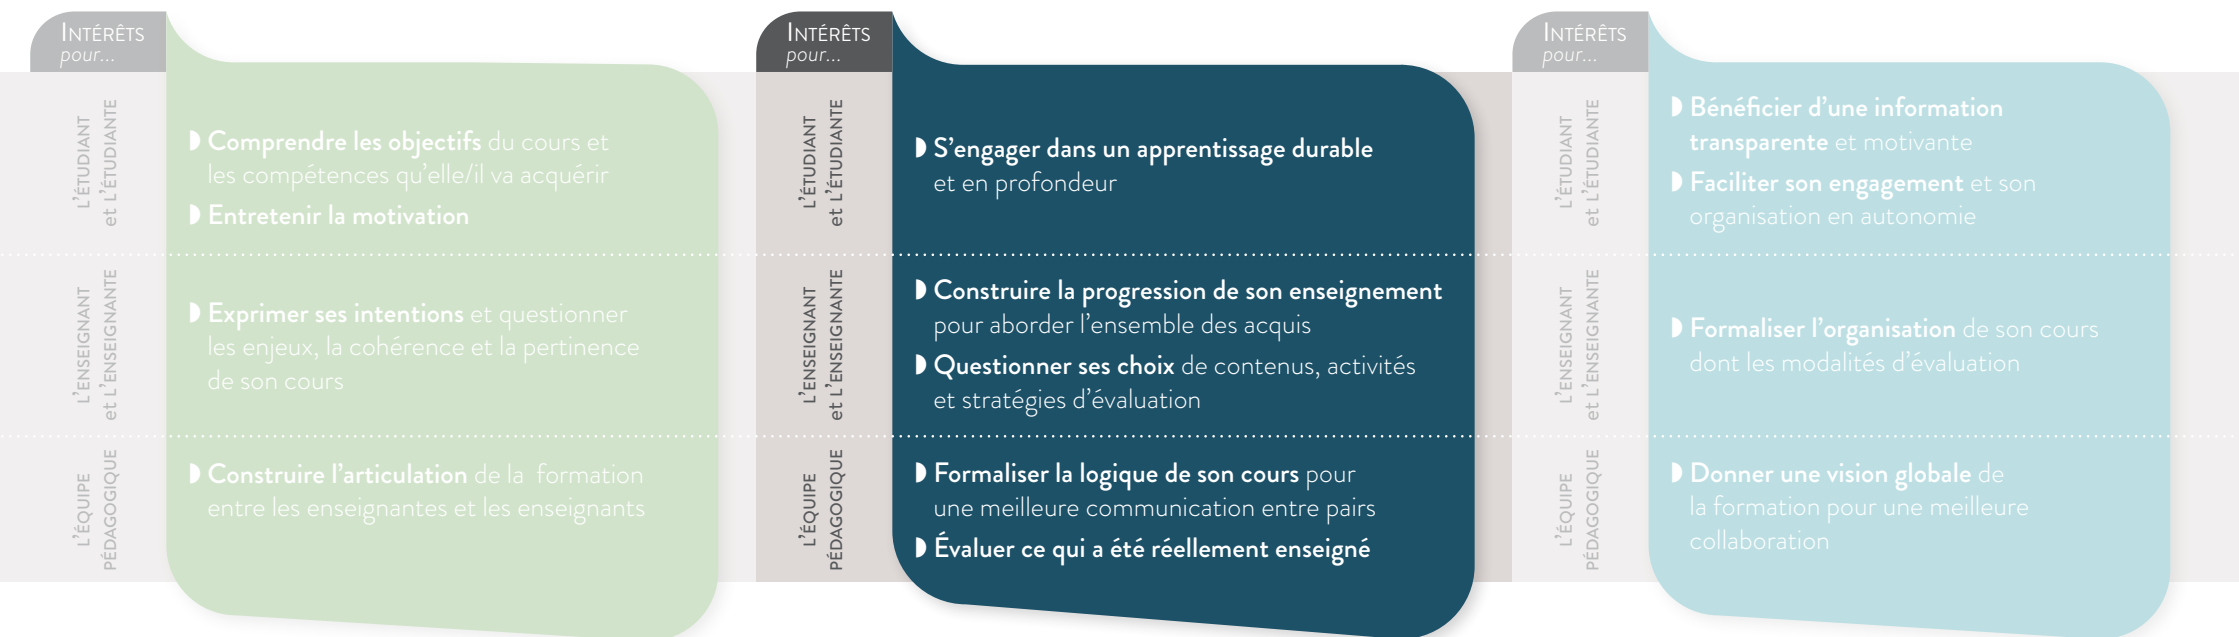 INTÉRÊTS
pour...
L'ÉTUDIANT
et L'ÉTUDIANTE
◗ Comprendre les objectifs du cours et
les compétences qu'elle/il va acquérir
◗ Entretenir la motivation
L'ENSEIGNANT
et L'ENSEIGNANTE
◗ Exprimer ses intentions et questionner
les enjeux, la cohérence et la pertinence
de son cours
L'ÉQUIPE
PÉDAGOGIQUE
◗ Construire l'articulation de la formation
entre les enseignantes et les enseignants
INTÉRÊTS
pour...
L'ÉTUDIANT
et L'ÉTUDIANTE
◗ S'engager dans un apprentissage durable
et en profondeur
L'ENSEIGNANT
et L'ENSEIGNANTE
◗ Construire la progression de son enseignement
pour aborder l'ensemble des acquis
◗ Questionner ses choix de contenus, activités
et stratégies d'évaluation
L'ÉQUIPE
PÉDAGOGIQUE
◗ Formaliser la logique de son cours pour
une meilleure communication entre pairs
◗ Évaluer ce qui a été réellement enseigné
INTÉRÊTS
pour...
L'ÉTUDIANT
et L'ÉTUDIANTE
◗ Bénéficier d'une information
transparente et motivante
◗ Faciliter son engagement et son
organisation en autonomie
L'ENSEIGNANT
et L'ENSEIGNANTE
◗ Formaliser l'organisation de son cours
dont les modalités d'évaluation
L'ÉQUIPE
PÉDAGOGIQUE
◗ Donner une vision globale de
la formation pour une meilleure
collaboration